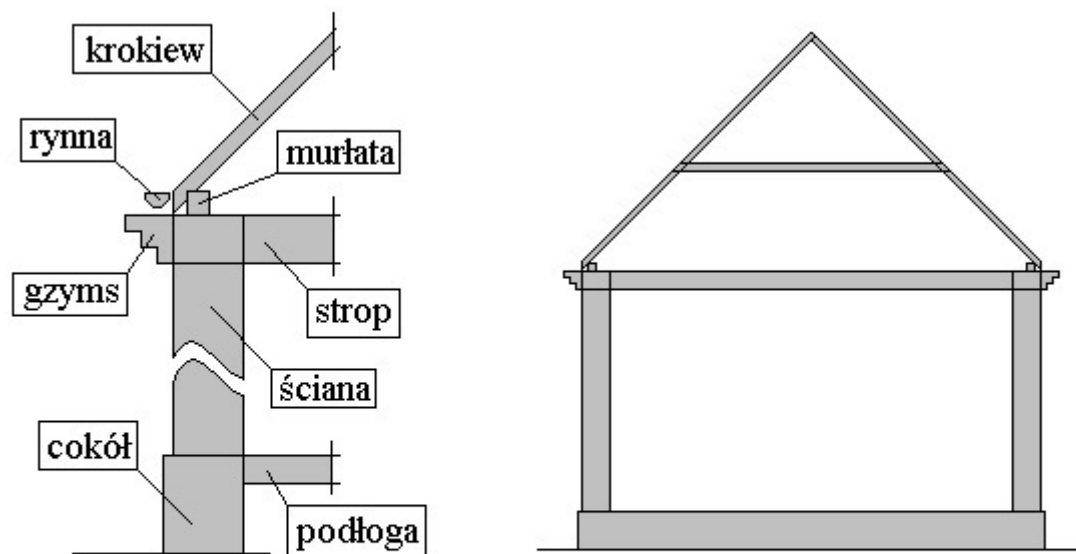 krokiew
rynna
murłata
gzyms
strop
ściana
cokół
podłoga